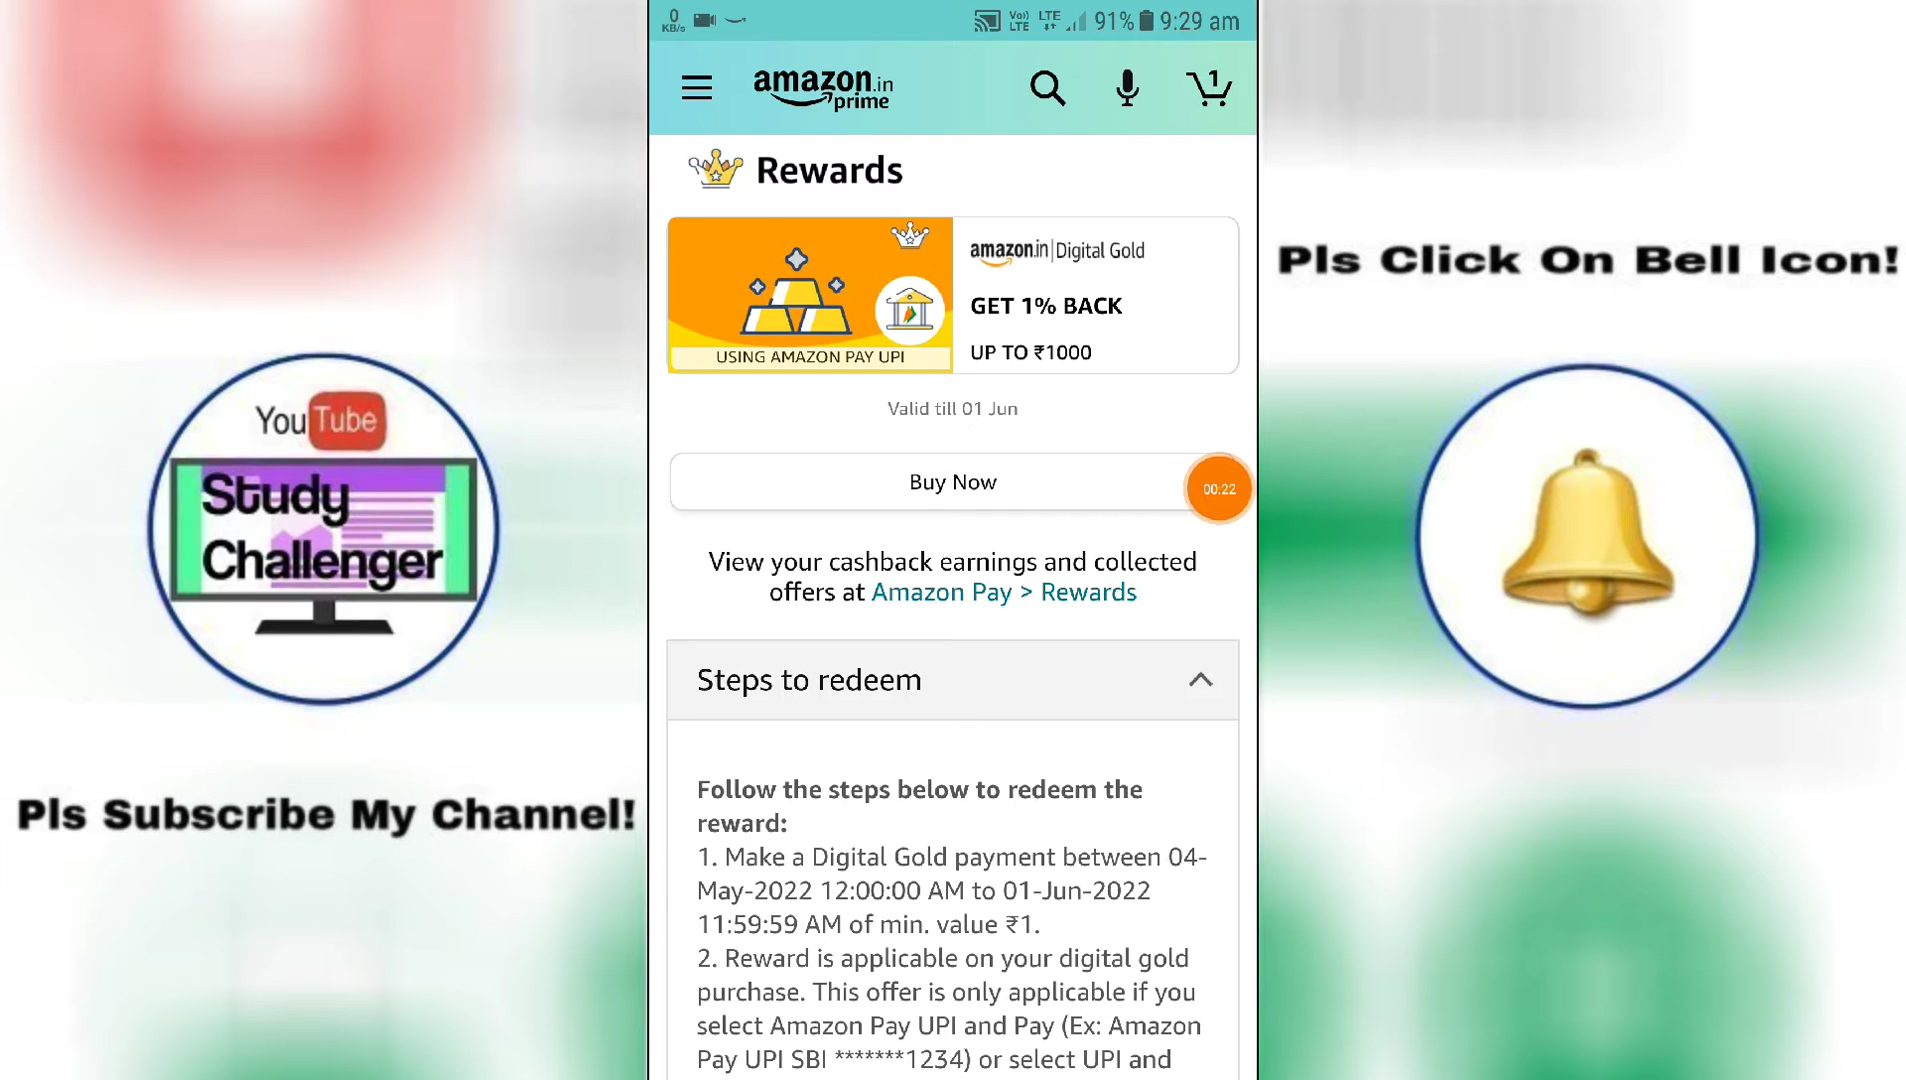 0
KB/s
Vo)
LTE
LTE
91%
9:29 am
amazon.in
prime
1
Rewards
amazon.in | Digital Gold
GET 1% BACK
UP TO ₹1000
USING AMAZON PAY UPI
Valid till 01 Jun
Buy Now
00:22
View your cashback earnings and collected
offers at Amazon Pay > Rewards
Steps to redeem
Follow the steps below to redeem the
reward:
1. Make a Digital Gold payment between 04-
May-2022 12:00:00 AM to 01-Jun-2022
11:59:59 AM of min. value ₹1.
2. Reward is applicable on your digital gold
purchase. This offer is only applicable if you
select Amazon Pay UPI and Pay (Ex: Amazon
Pay UPI SBI *******1234) or select UPI and
YouTube
Study
Challenger
Pls Subscribe My Channel!
Pls Click On Bell Icon!